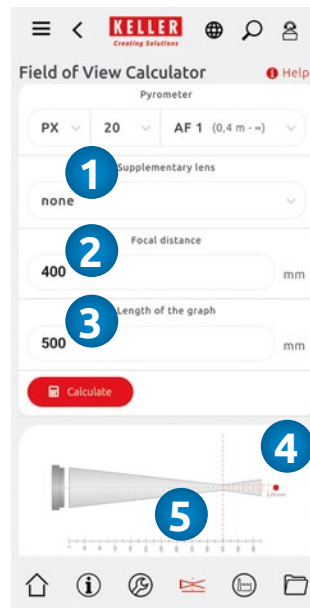 KELLER
Creating Solutions
Field of View Calculator
Help
Pyrometer
PX 20 AF 1 (0,4 m - ∞)
1
Supplementary lens
none
2
Focal distance
400 mm
3
Length of the graph
500 mm
Calculate
4
5